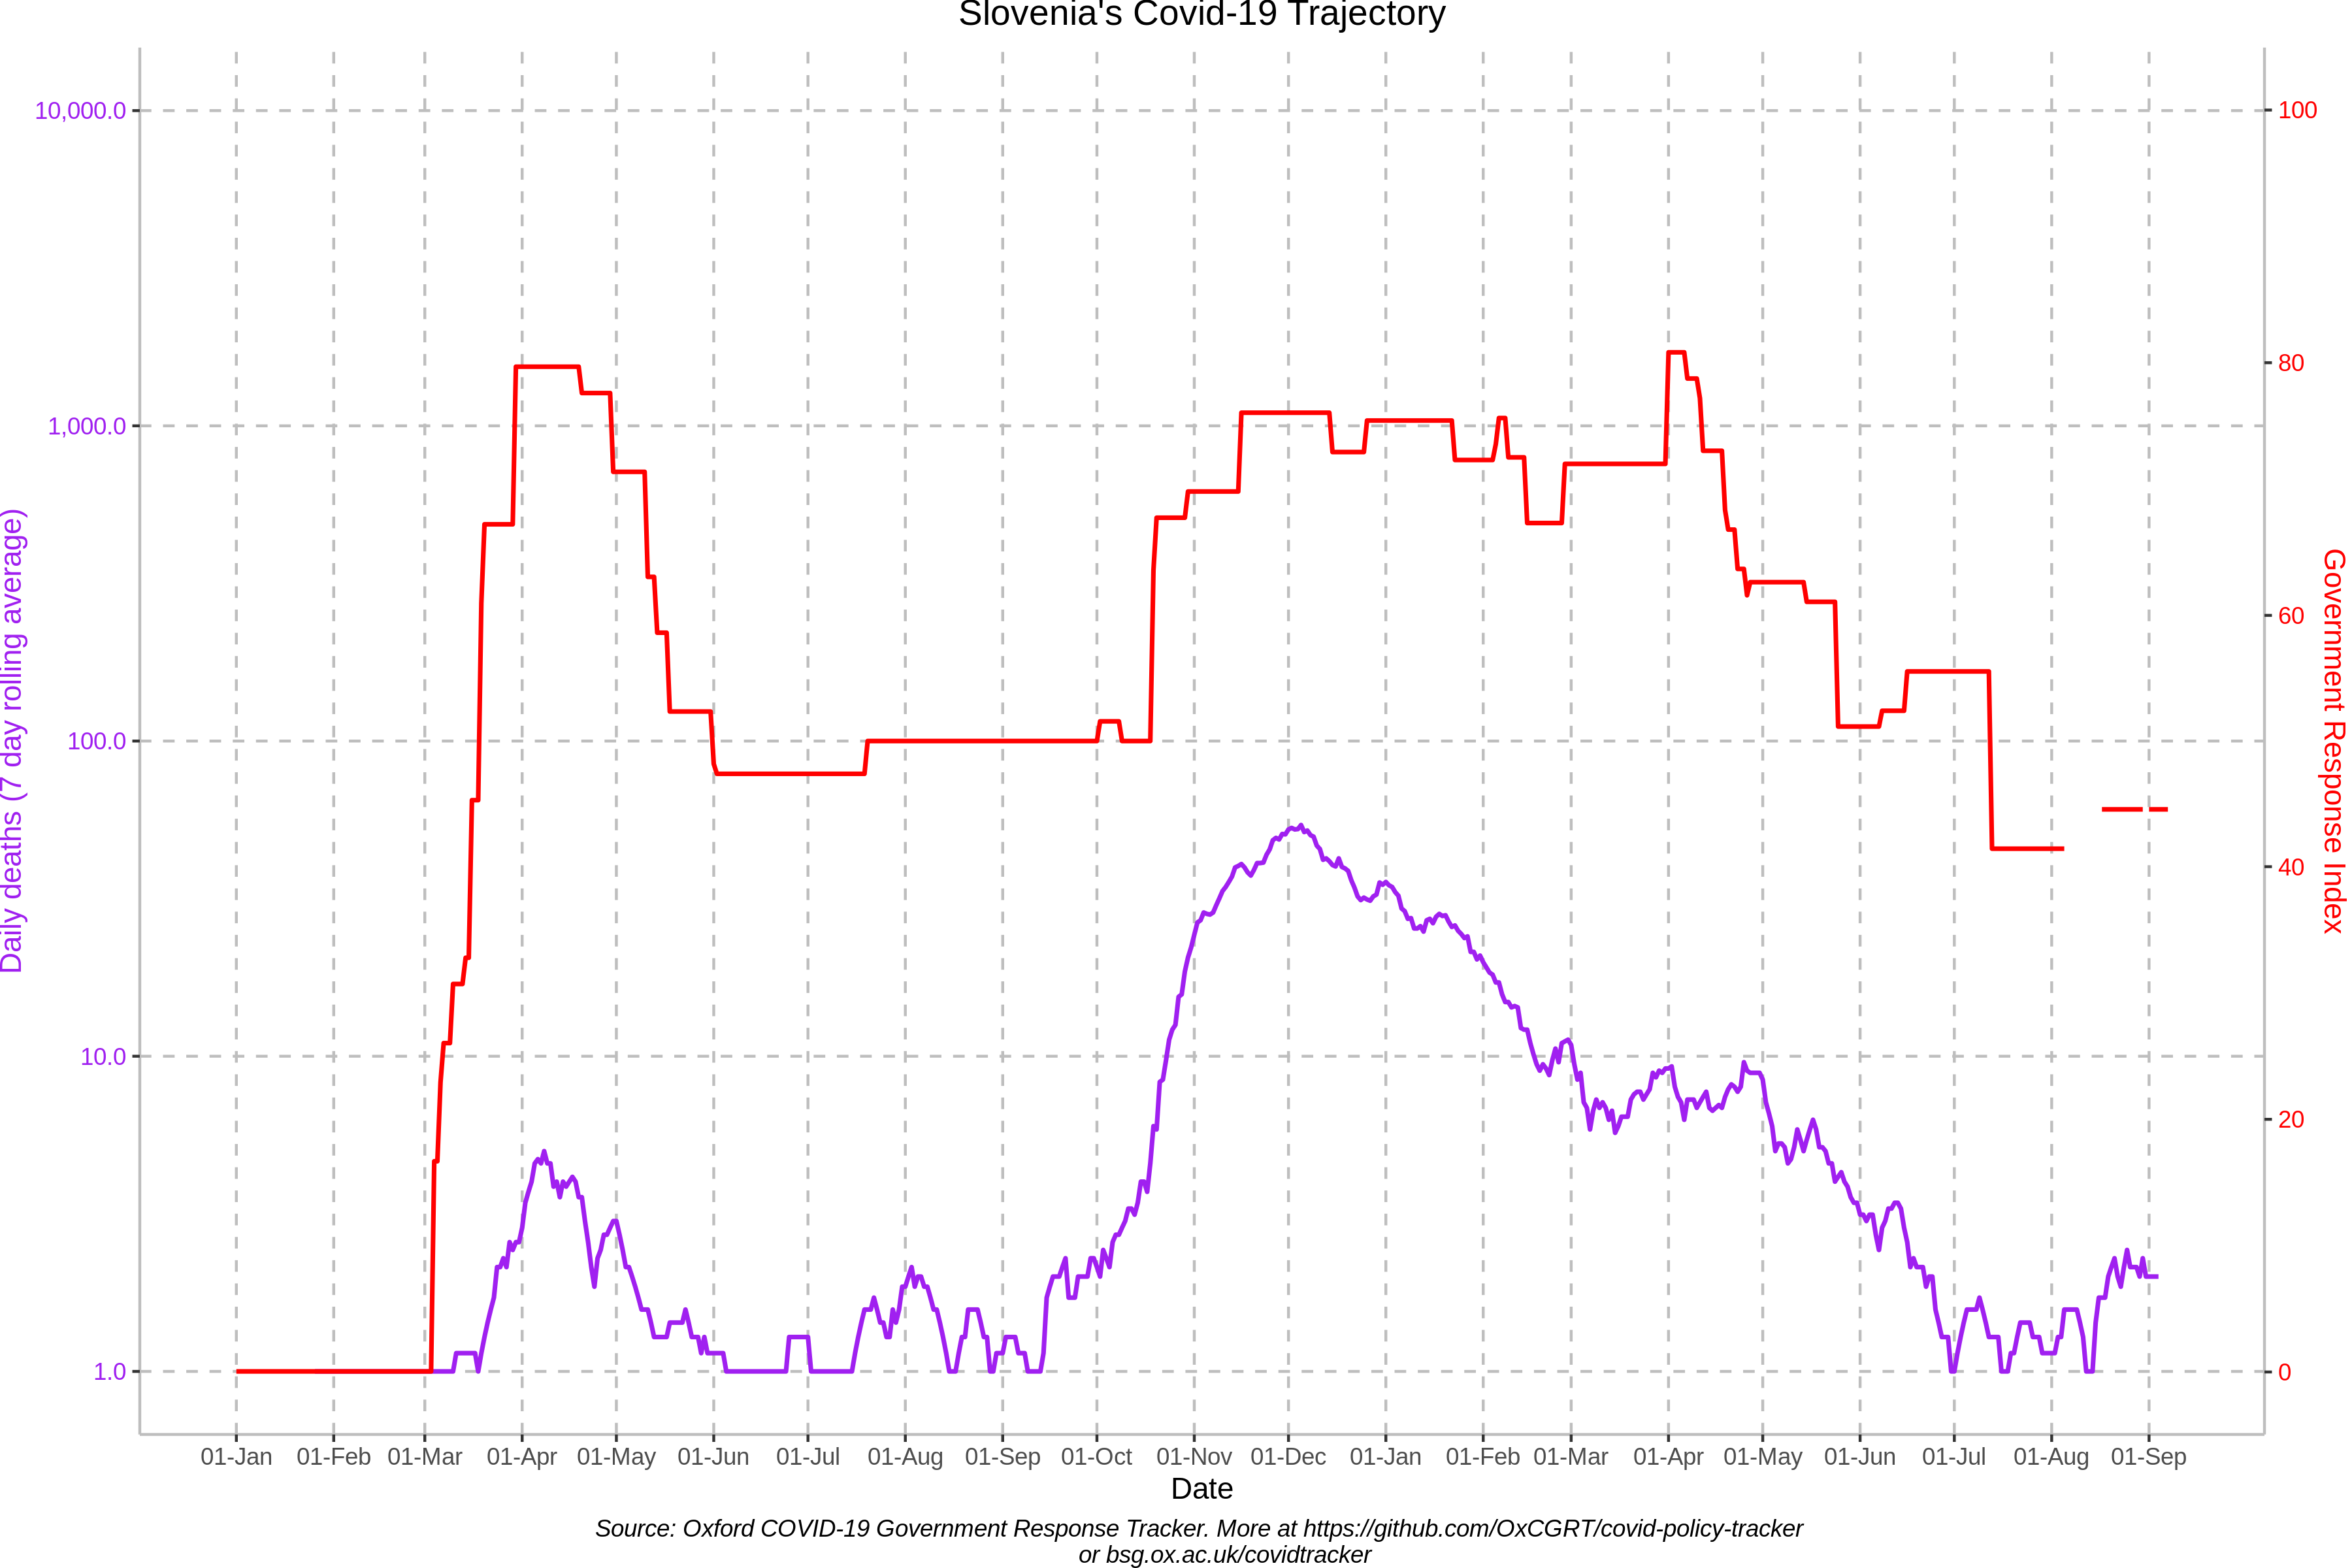 Slovenia's Covid-19 Trajectory
10,000.0
1,000.0
100.0
10.0
1.0
Daily deaths (7 day rolling average)
100
80
60
40
20
0
Government Response Index
01-Jan 01-Feb 01-Mar 01-Apr 01-May 01-Jun 01-Jul 01-Aug 01-Sep 01-Oct 01-Nov 01-Dec 01-Jan 01-Feb 01-Mar 01-Apr 01-May 01-Jun 01-Jul 01-Aug 01-Sep
Date
Source: Oxford COVID-19 Government Response Tracker. More at https://github.com/OxCGRT/covid-policy-tracker
or bsg.ox.ac.uk/covidtracker